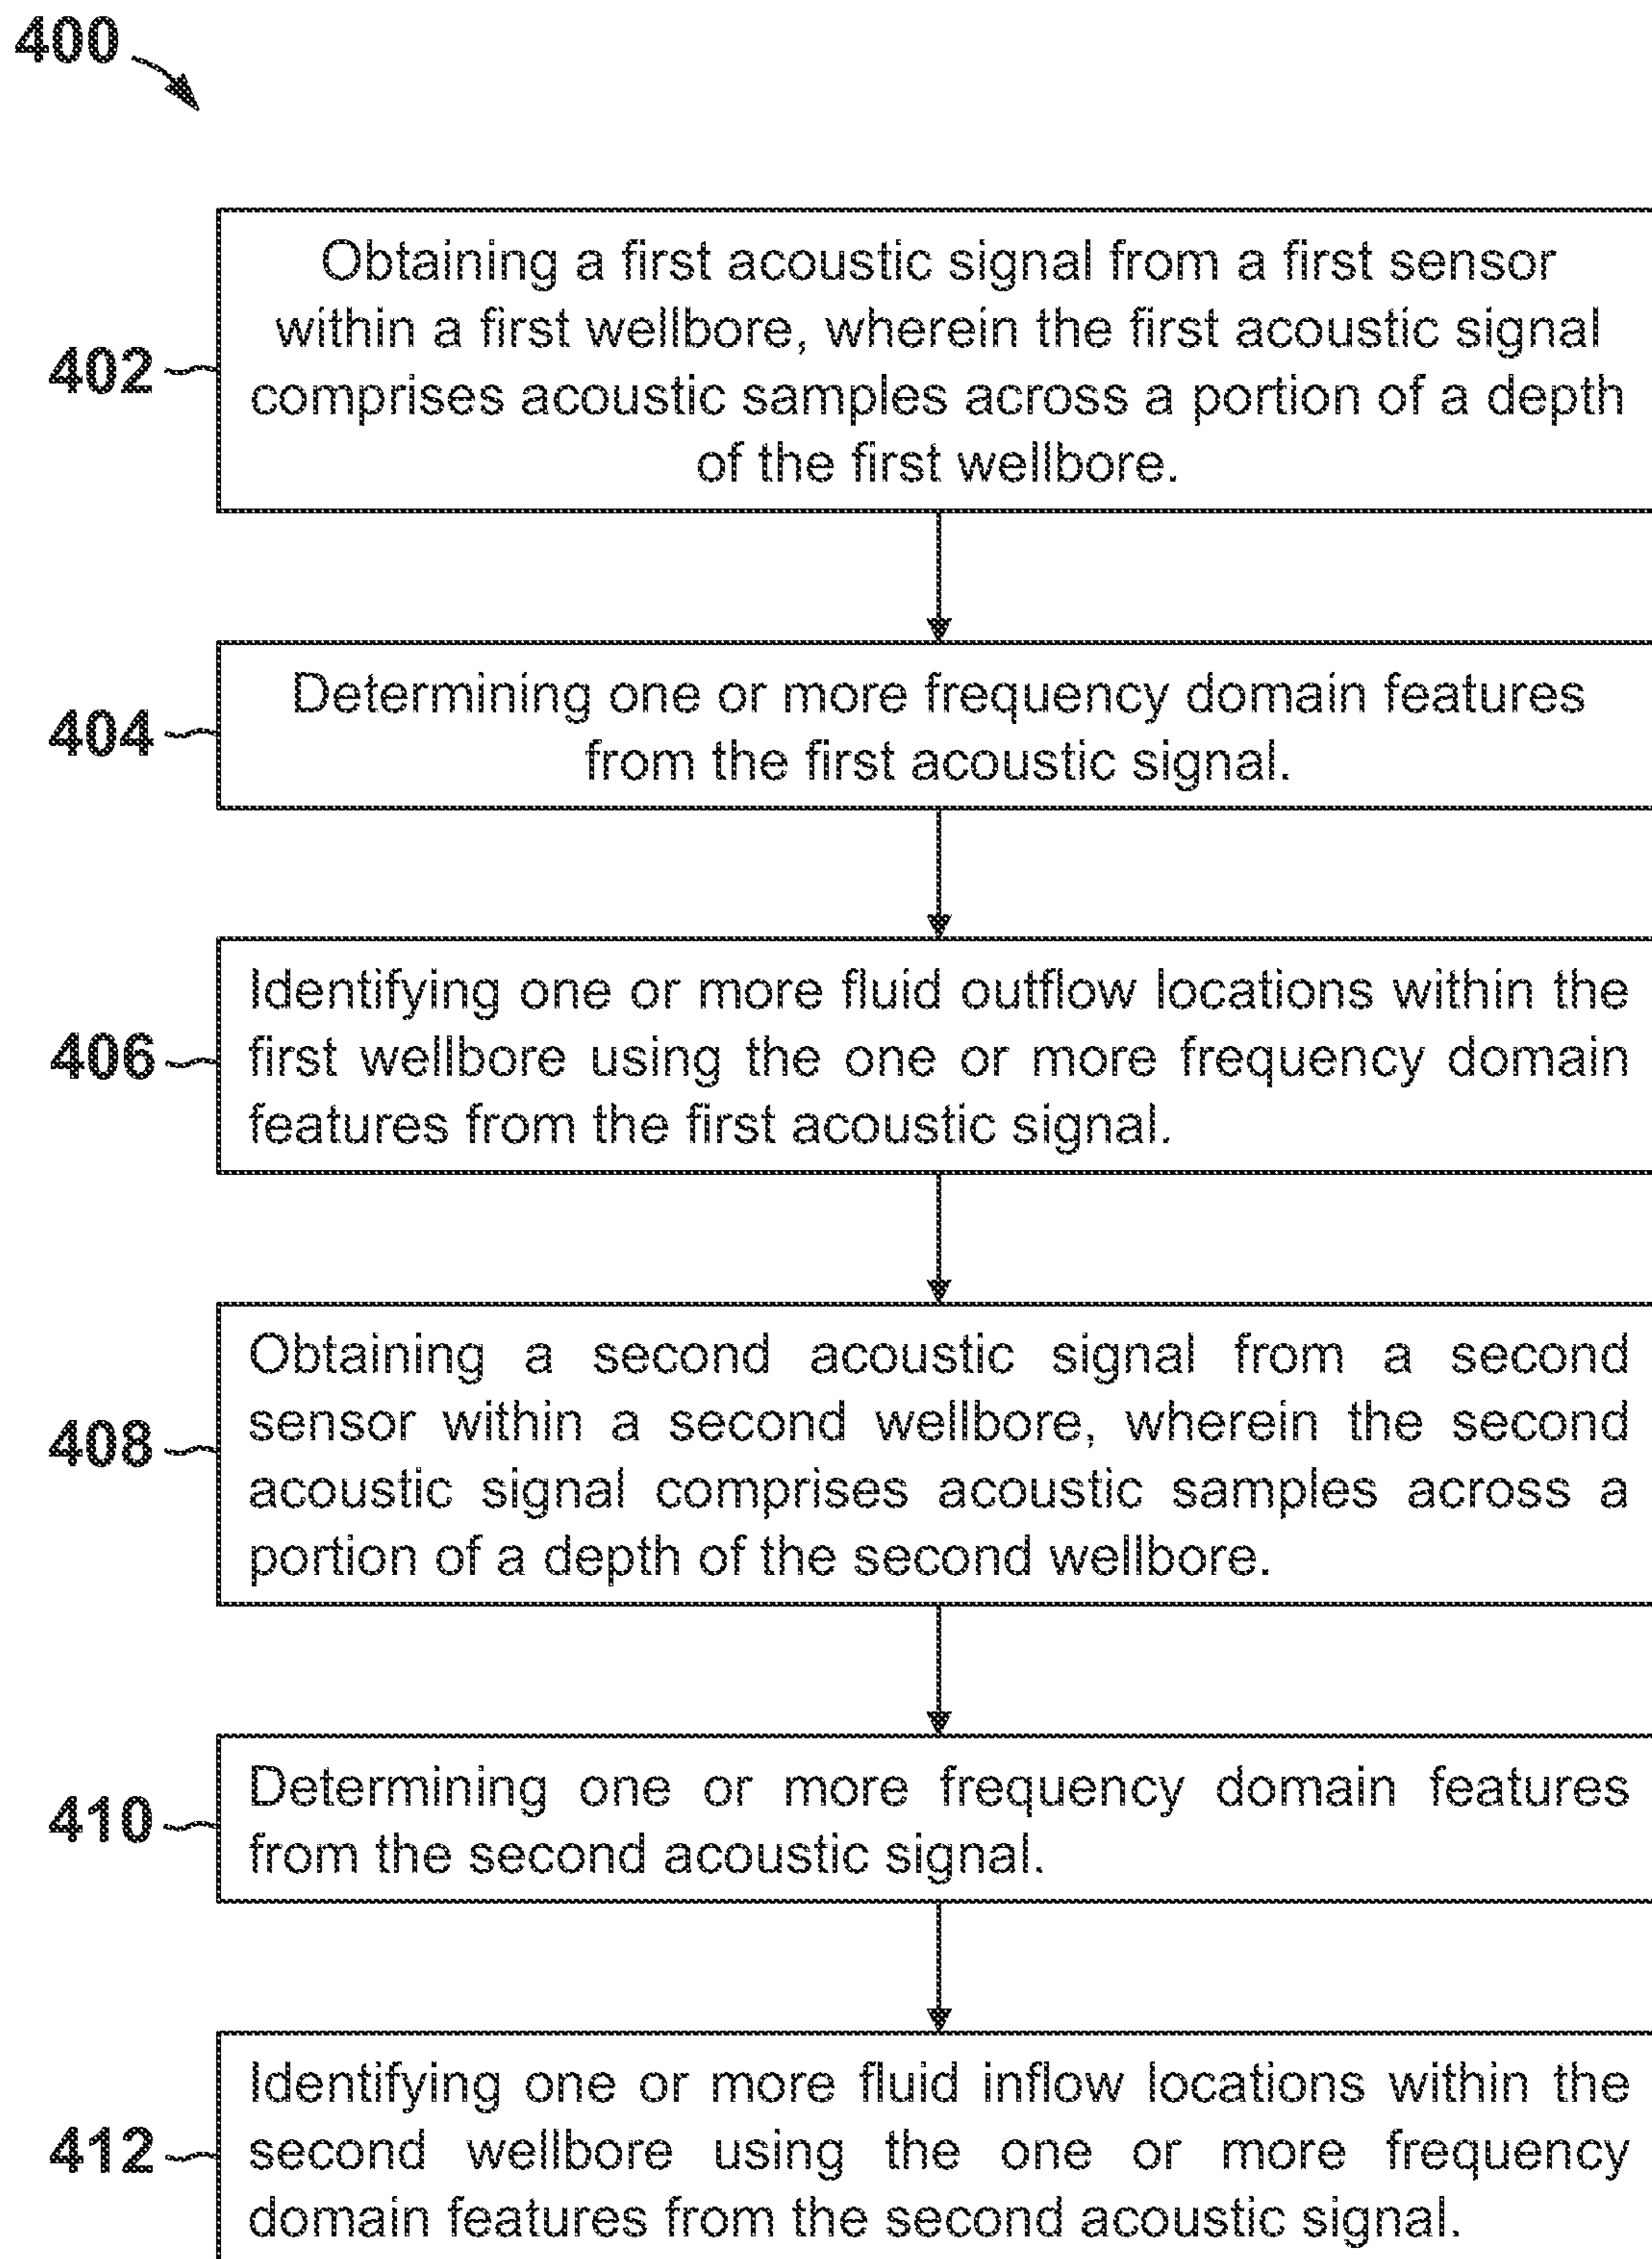 400
402
Obtaining a first acoustic signal from a first sensor
within a first wellbore, wherein the first acoustic signal
comprises acoustic samples across a portion of a depth
of the first wellbore.
404
Determining one or more frequency domain features
from the first acoustic signal.
406
Identifying one or more fluid outflow locations within the
first wellbore using the one or more frequency domain
features from the first acoustic signal.
408
Obtaining a second acoustic signal from a second
sensor within a second wellbore, wherein the second
acoustic signal comprises acoustic samples across a
portion of a depth of the second wellbore.
410
Determining one or more frequency domain features
from the second acoustic signal.
412
Identifying one or more fluid inflow locations within the
second wellbore using the one or more frequency
domain features from the second acoustic signal.